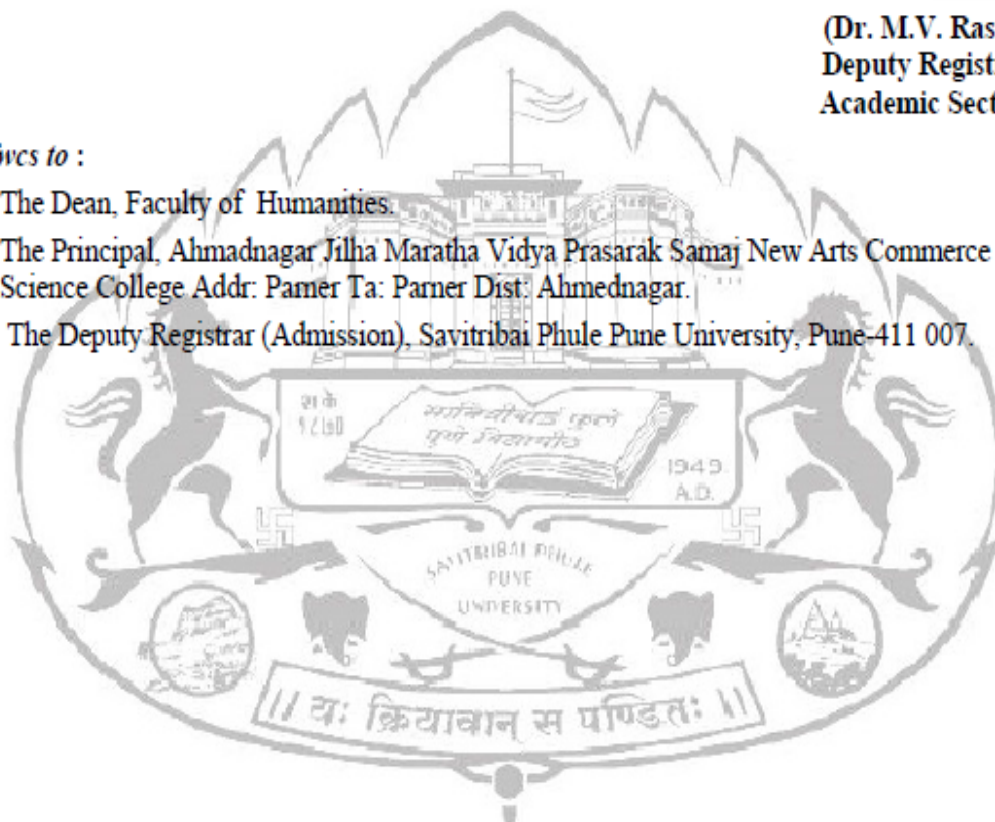 (Dr. M.V. Ras
Deputy Regist
Academic Sect
wcs to :
The Dean, Faculty of Humanities.
The Principal, Ahmadnagar Jilha Maratha Vidya Prasarak Samaj New Arts Commerce
Science College Addr: Parner Ta: Parner Dist: Ahmednagar.
The Deputy Registrar (Admission), Savitribai Phule Pune University, Pune-411 007.
शके
सावित्रीबाई फुले
पुणे विद्यापीठ
1949
A.D.
SAVITRIBAI PHULE
PUNE
UNIVERSITY
॥ यः क्रियावान् स पण्डितः ॥